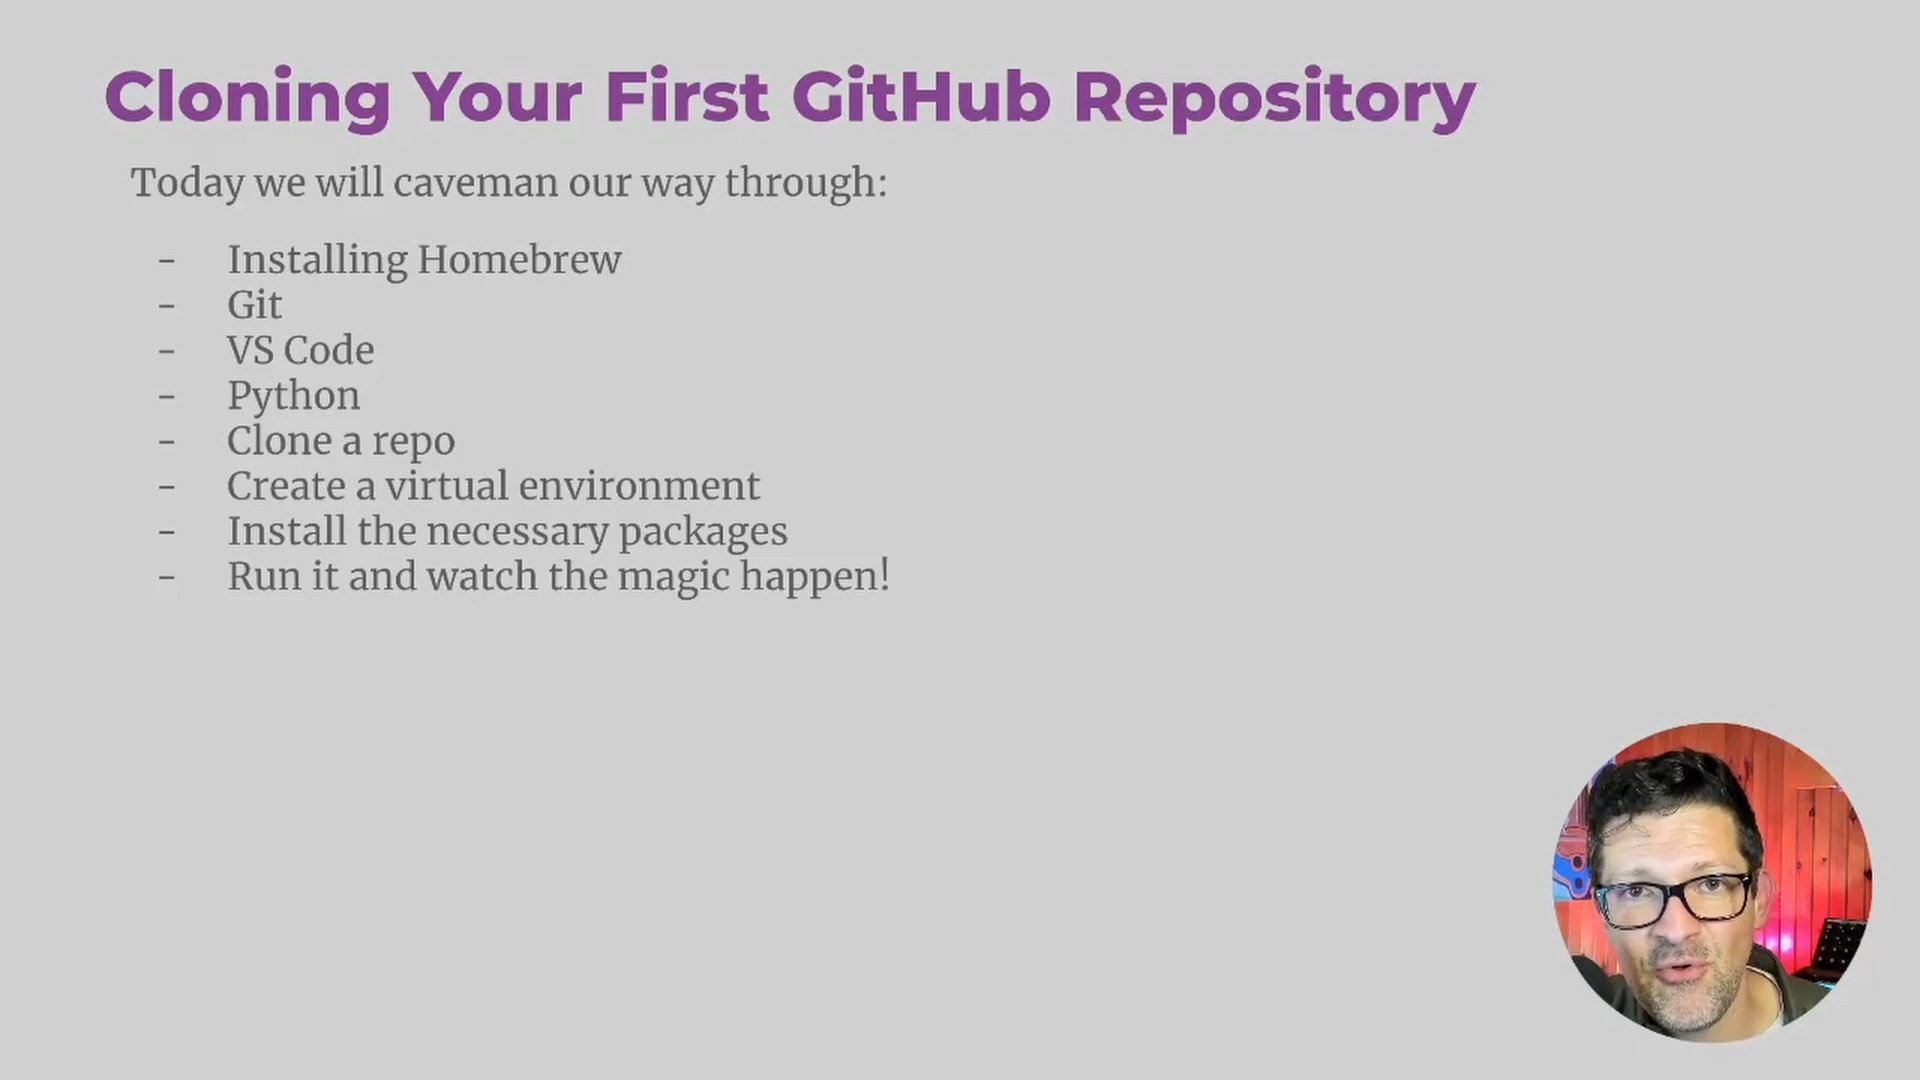 Cloning Your First GitHub Repository
Today we will caveman our way through:
- Installing Homebrew
- Git
- VS Code
- Python
- Clone a repo
- Create a virtual environment
- Install the necessary packages
- Run it and watch the magic happen!